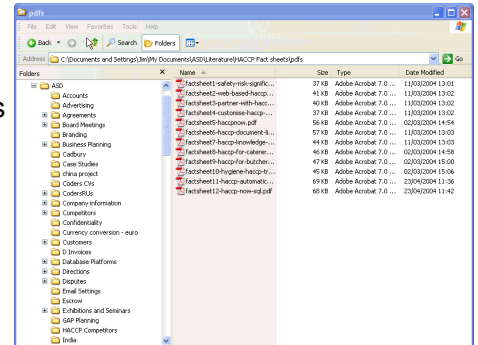 pdfs
File Edit View Favorites Tools Help
Back Search Folders
Address C:\Documents and Settings\Jim\My Documents\ASD\Literature\HACCP Fact sheets\pdfs Go
Folders × Name Size Type Date Modified
ASD factsheet1-safety-risk-signific... 37 KB Adobe Acrobat 7.0 ... 11/03/2004 13:01
Accounts factsheet2-web-based-haccp... 41 KB Adobe Acrobat 7.0 ... 11/03/2004 13:02
Advertising factsheet3-partner-with-hacc... 40 KB Adobe Acrobat 7.0 ... 11/03/2004 13:02
Agreements factsheet4-customise-haccp-... 37 KB Adobe Acrobat 7.0 ... 11/03/2004 13:02
Board Meetings factsheet5-haccpnow.pdf 56 KB Adobe Acrobat 7.0 ... 02/03/2004 14:54
Branding factsheet6-haccp-document-li... 57 KB Adobe Acrobat 7.0 ... 11/03/2004 13:03
Business Planning factsheet7-haccp-knowledge-... 44 KB Adobe Acrobat 7.0 ... 11/03/2004 13:03
Cadbury factsheet8-haccp-for-caterer... 46 KB Adobe Acrobat 7.0 ... 02/03/2004 14:58
Case Studies factsheet9-haccp-for-butcher... 47 KB Adobe Acrobat 7.0 ... 02/03/2004 15:00
china project factsheet10-hygiene-haccp-tr... 45 KB Adobe Acrobat 7.0 ... 02/03/2004 15:06
Coders CVs factsheet11-haccp-automatic... 69 KB Adobe Acrobat 7.0 ... 23/04/2004 11:36
CodersRUs factsheet12-haccp-now-sql.pdf 68 KB Adobe Acrobat 7.0 ... 23/04/2004 11:42
Company information
Competitors
Confidentiality
Currency conversion - euro
Customers
D Invoices
Database Platforms
Directions
Disputes
Email Settings
Escrow
Exhibitions and Seminars
GAP Planning
HACCP Competitors
India